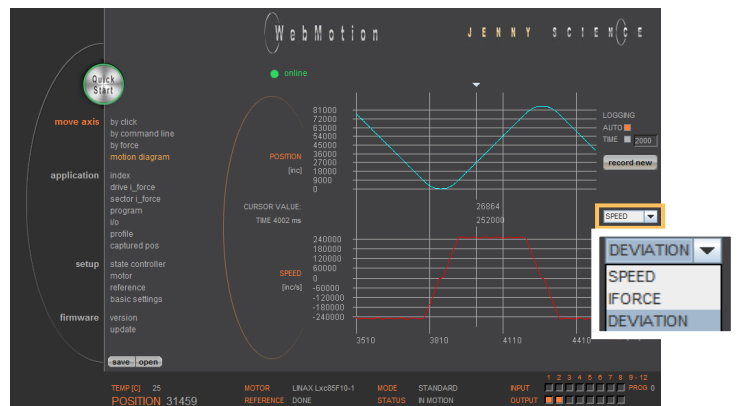 WebMotion
JENNY SCIENCE
online
Quick Start
move axis
by click
by command line
by force
motion diagram
application
index
drive i_force
sector i_force
program
i/o
profile
captured pos
setup
state controller
motor
reference
basic settings
firmware
version
update
save open
POSITION
[inc]
81000
72000
63000
54000
45000
36000
27000
18000
9000
0
CURSOR VALUE:
TIME 4002 ms
26964
252000
SPEED
[inc/s]
240000
180000
120000
60000
0
-60000
-120000
-180000
-240000
3510 3810 4110 4410
LOGGING
AUTO
TIME 2000
record new
SPEED
DEVIATION
SPEED
IFORCE
DEVIATION
TEMP [C] 25
POSITION 31459
MOTOR LINAX Lxc85F10-1
REFERENCE DONE
MODE STANDARD
STATUS IN MOTION
1 2 3 4 5 6 7 8 9-12
INPUT PROG 0
OUTPUT